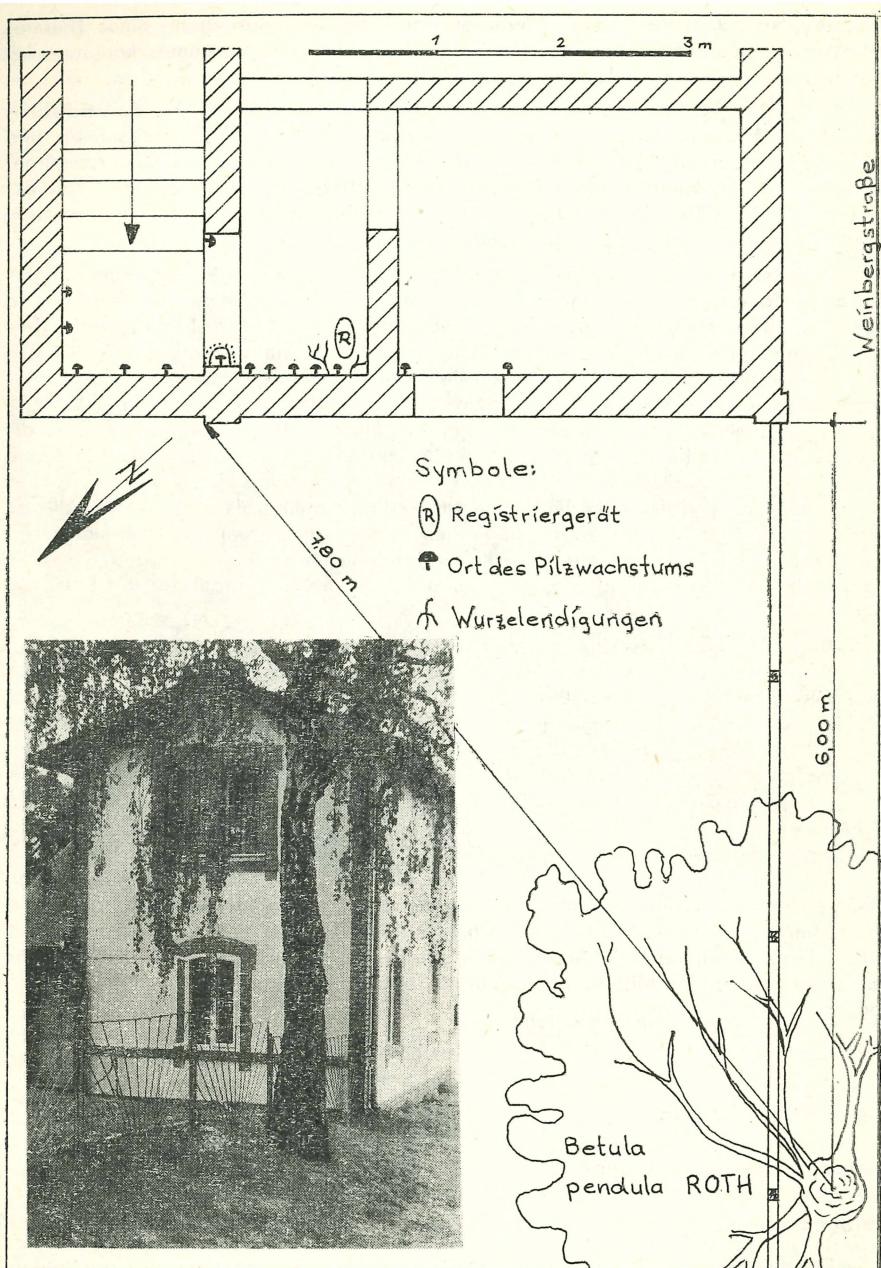 1 2 3 m
Weinbergstraße
N
R
Symbole:
R Registriergerät
Ort des Pilzwachstums
Wurzelendigungen
7,80 m
6,00 m
Betula
pendula ROTH